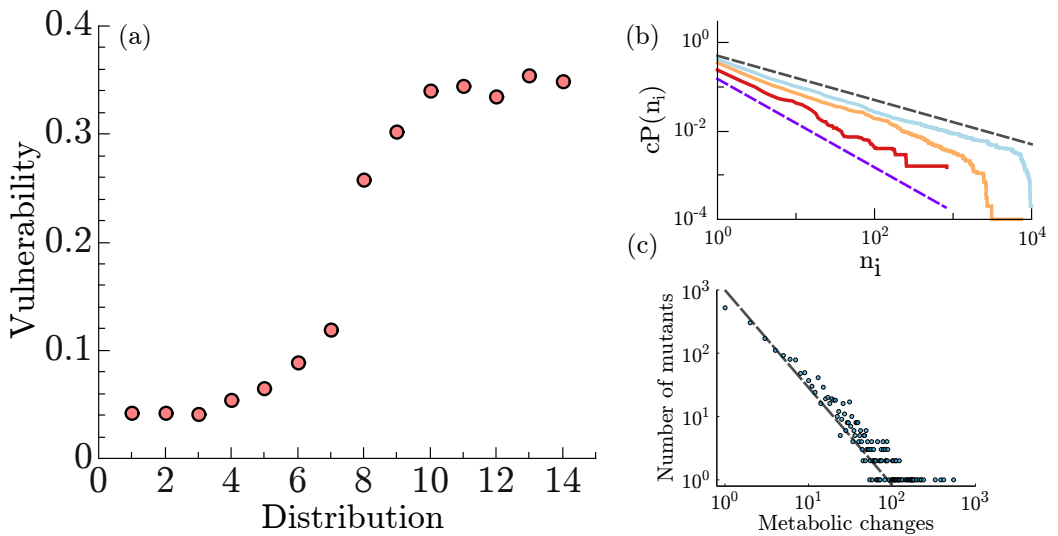 (a)
0.4
0.3
0.2
0.1
0
Vulnerability
0 2 4 6 8 10 12 14
Distribution
(b)
10^0
10^-2
10^-4
cP(n_i)
10^0 10^2 10^4
n_i
(c)
10^3
10^2
10^1
10^0
Number of mutants
10^0 10^1 10^2 10^3
Metabolic changes